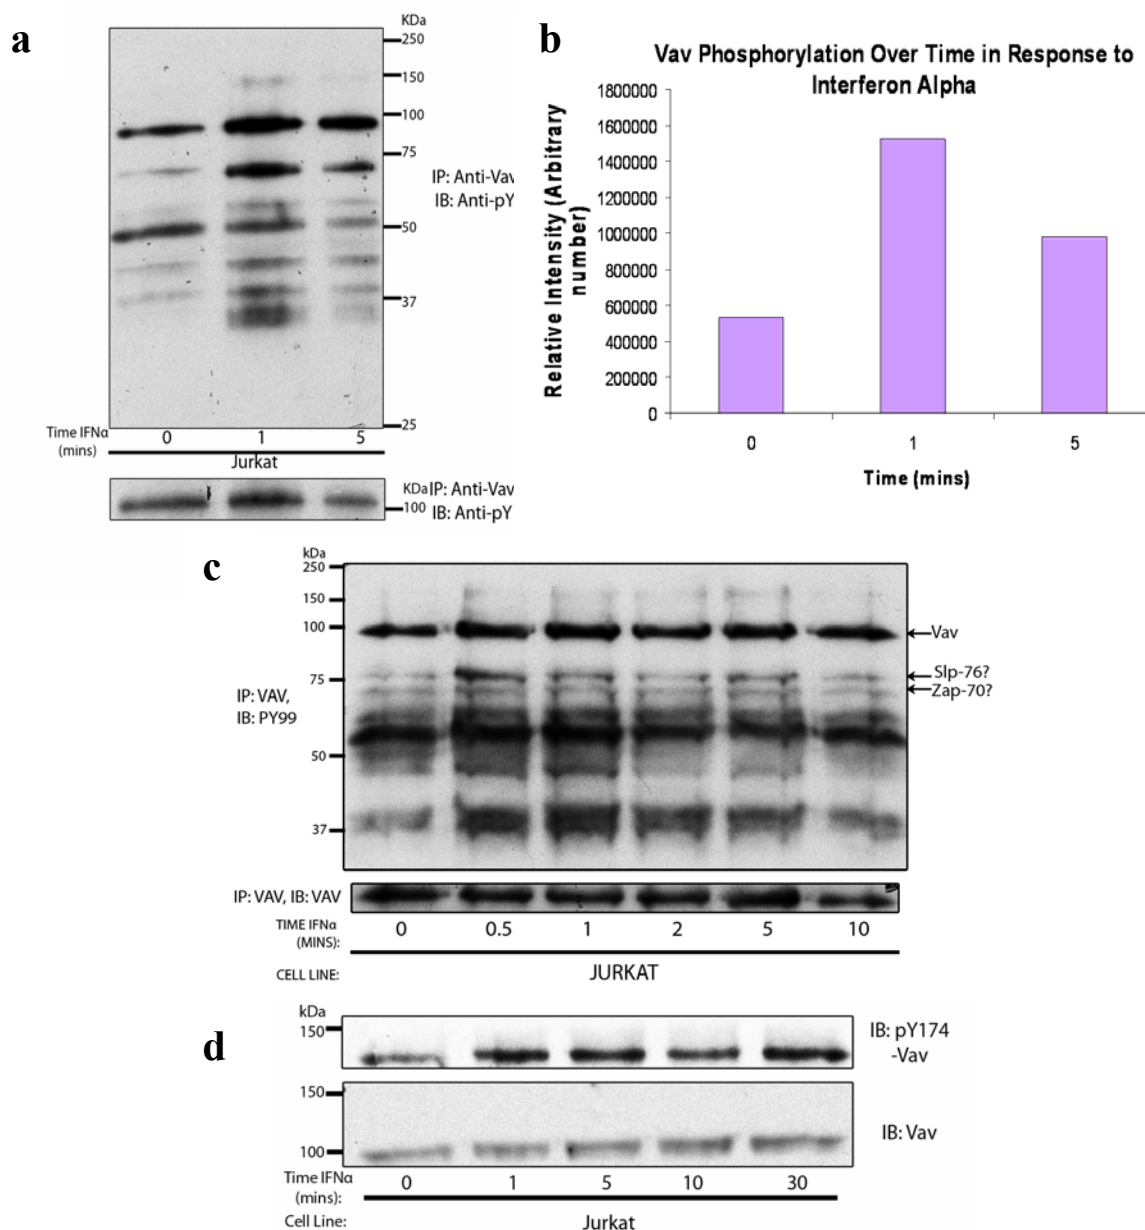 a
KDa
250
150
100
75
IP: Anti-Vav
IB: Anti-pY
50
37
25
Time IFNα
(mins)
0 1 5
Jurkat
KDa
IP: Anti-Vav
100
IB: Anti-pY
b
Vav Phosphorylation Over Time in Response to
Interferon Alpha
Relative Intensity (Arbitrary
number)
1800000
1600000
1400000
1200000
1000000
800000
600000
400000
200000
0
0 1 5
Time (mins)
c
kDa
250
150
100
75
50
37
IP: VAV,
IB: PY99
Vav
Slp-76?
Zap-70?
IP: VAV, IB: VAV
TIME IFNα
(MINS):
0 0.5 1 2 5 10
CELL LINE:
JURKAT
d
kDa
150
IB: pY174
-Vav
150
IB: Vav
100
Time IFNα
(mins):
0 1 5 10 30
Cell Line:
Jurkat